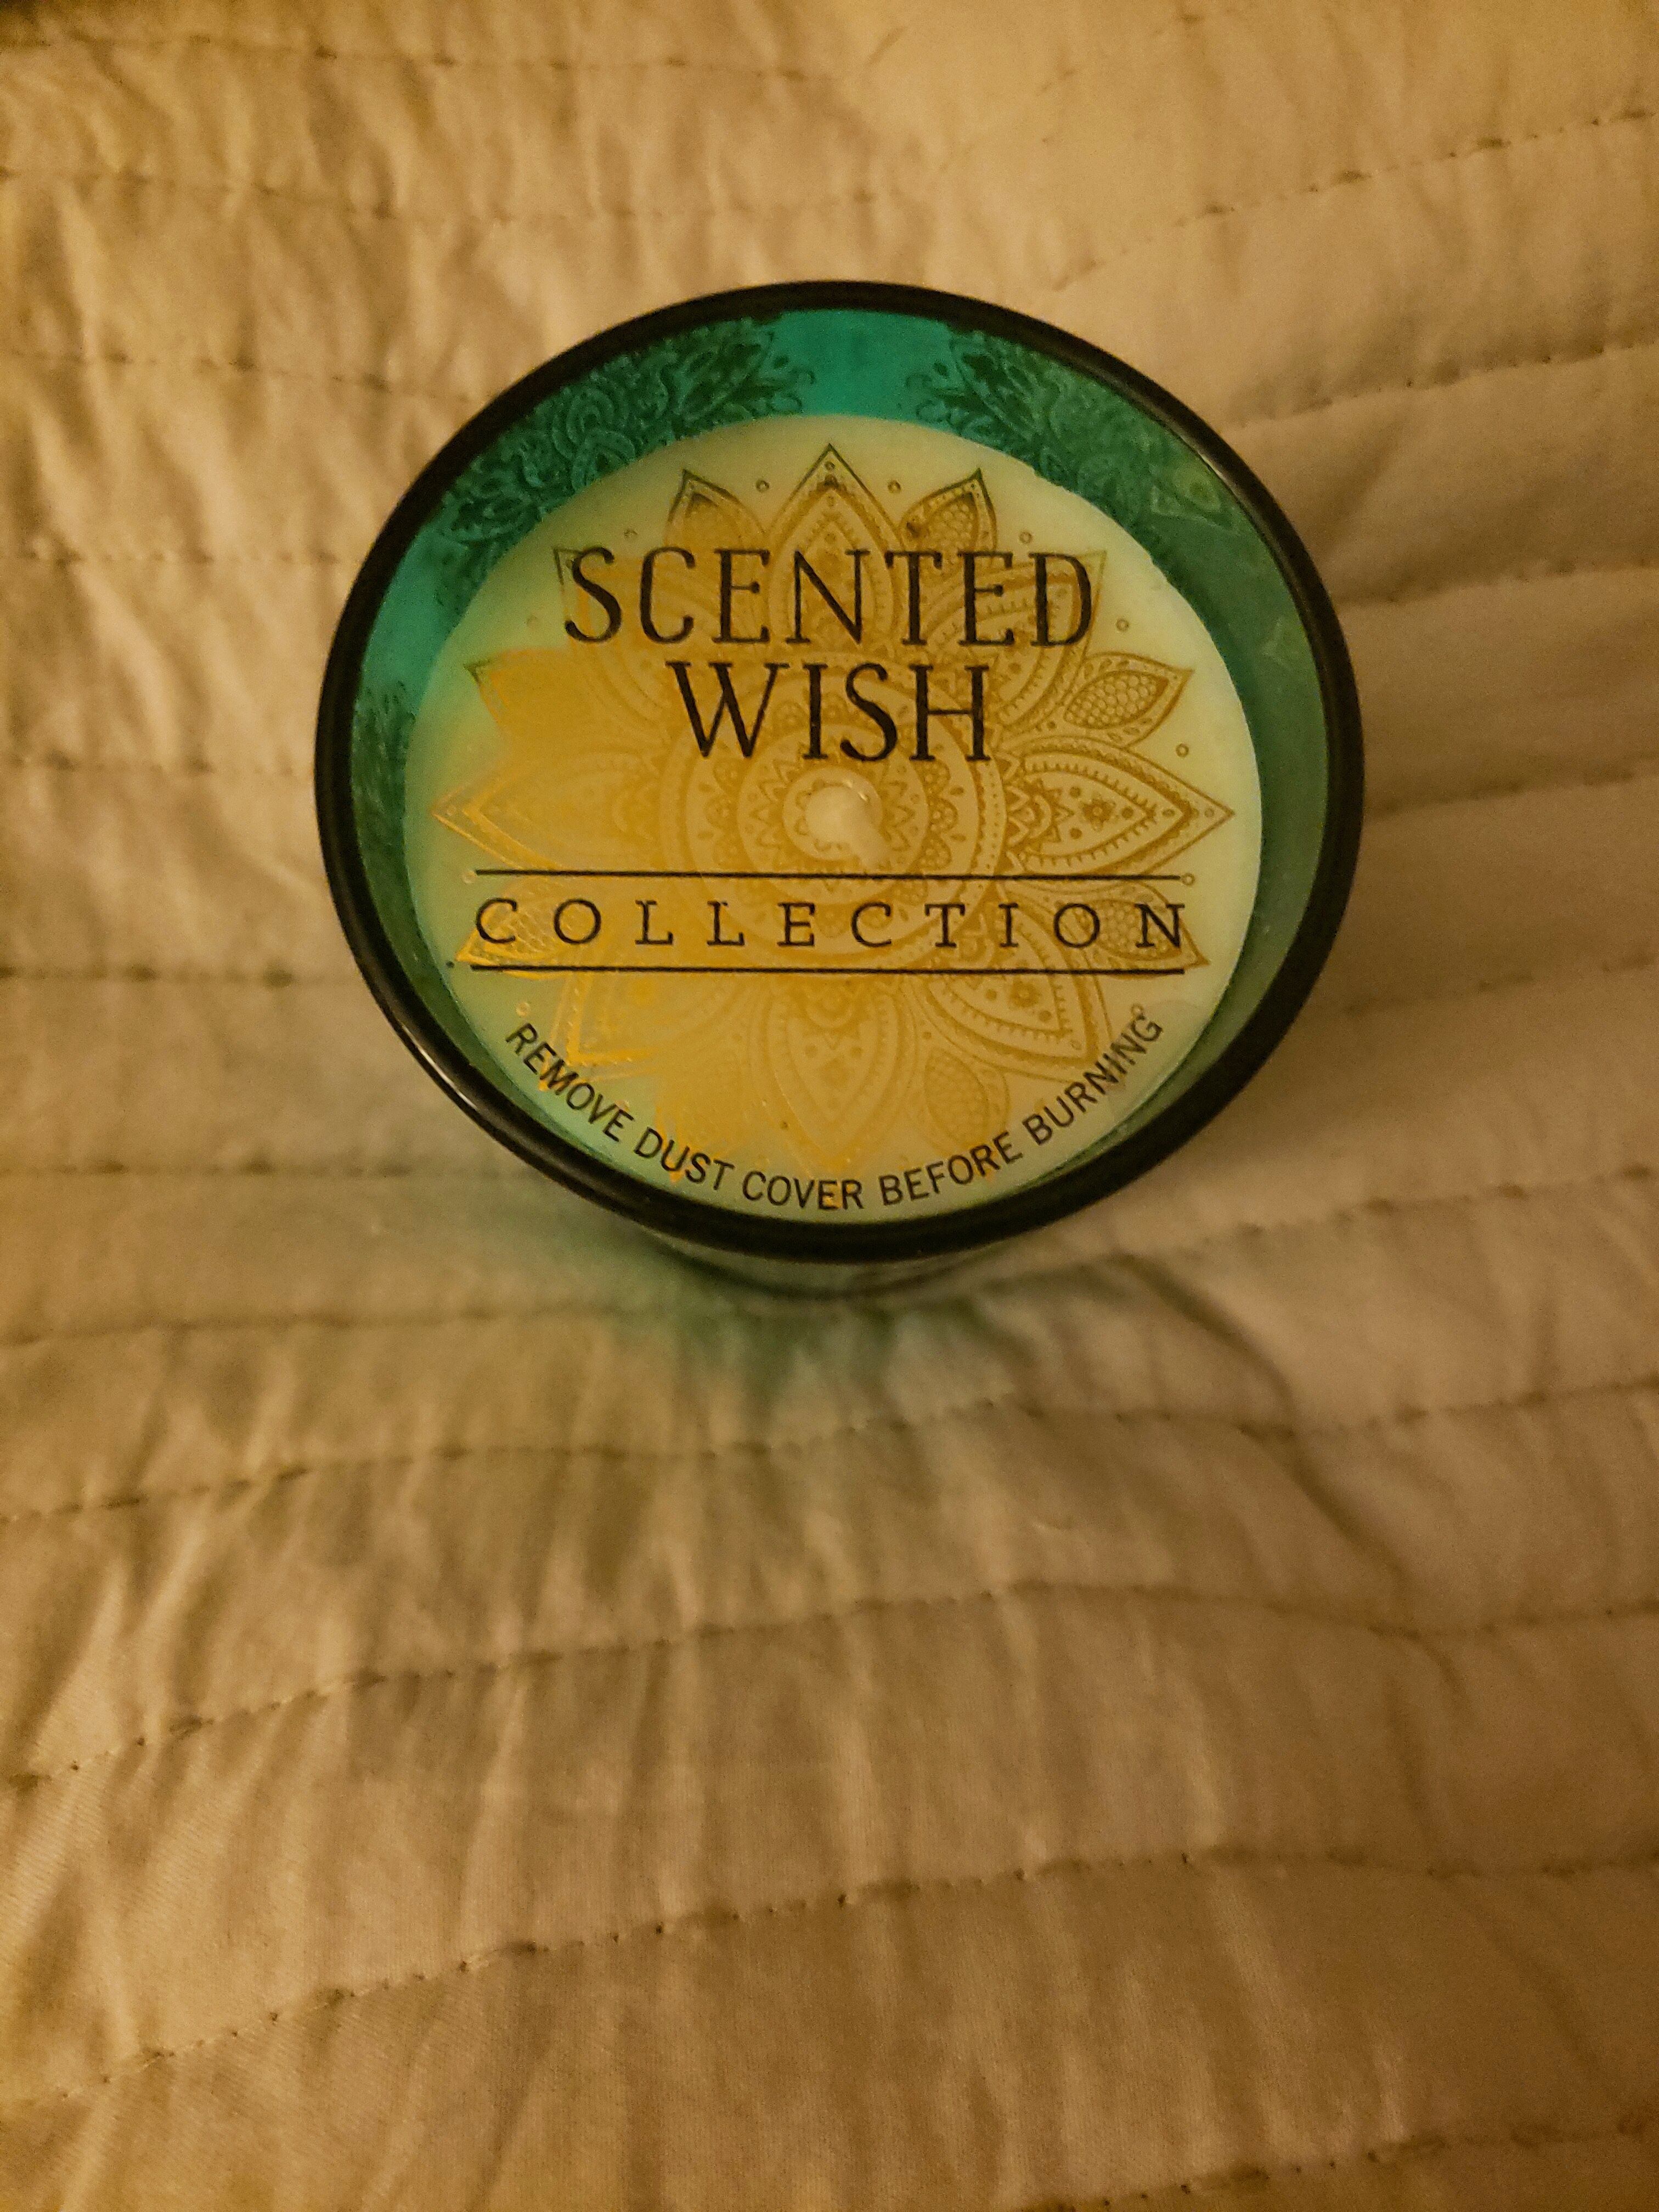 SCENTED
WISH
COLLECTION
REMOVE DUST COVER BEFORE BURNING